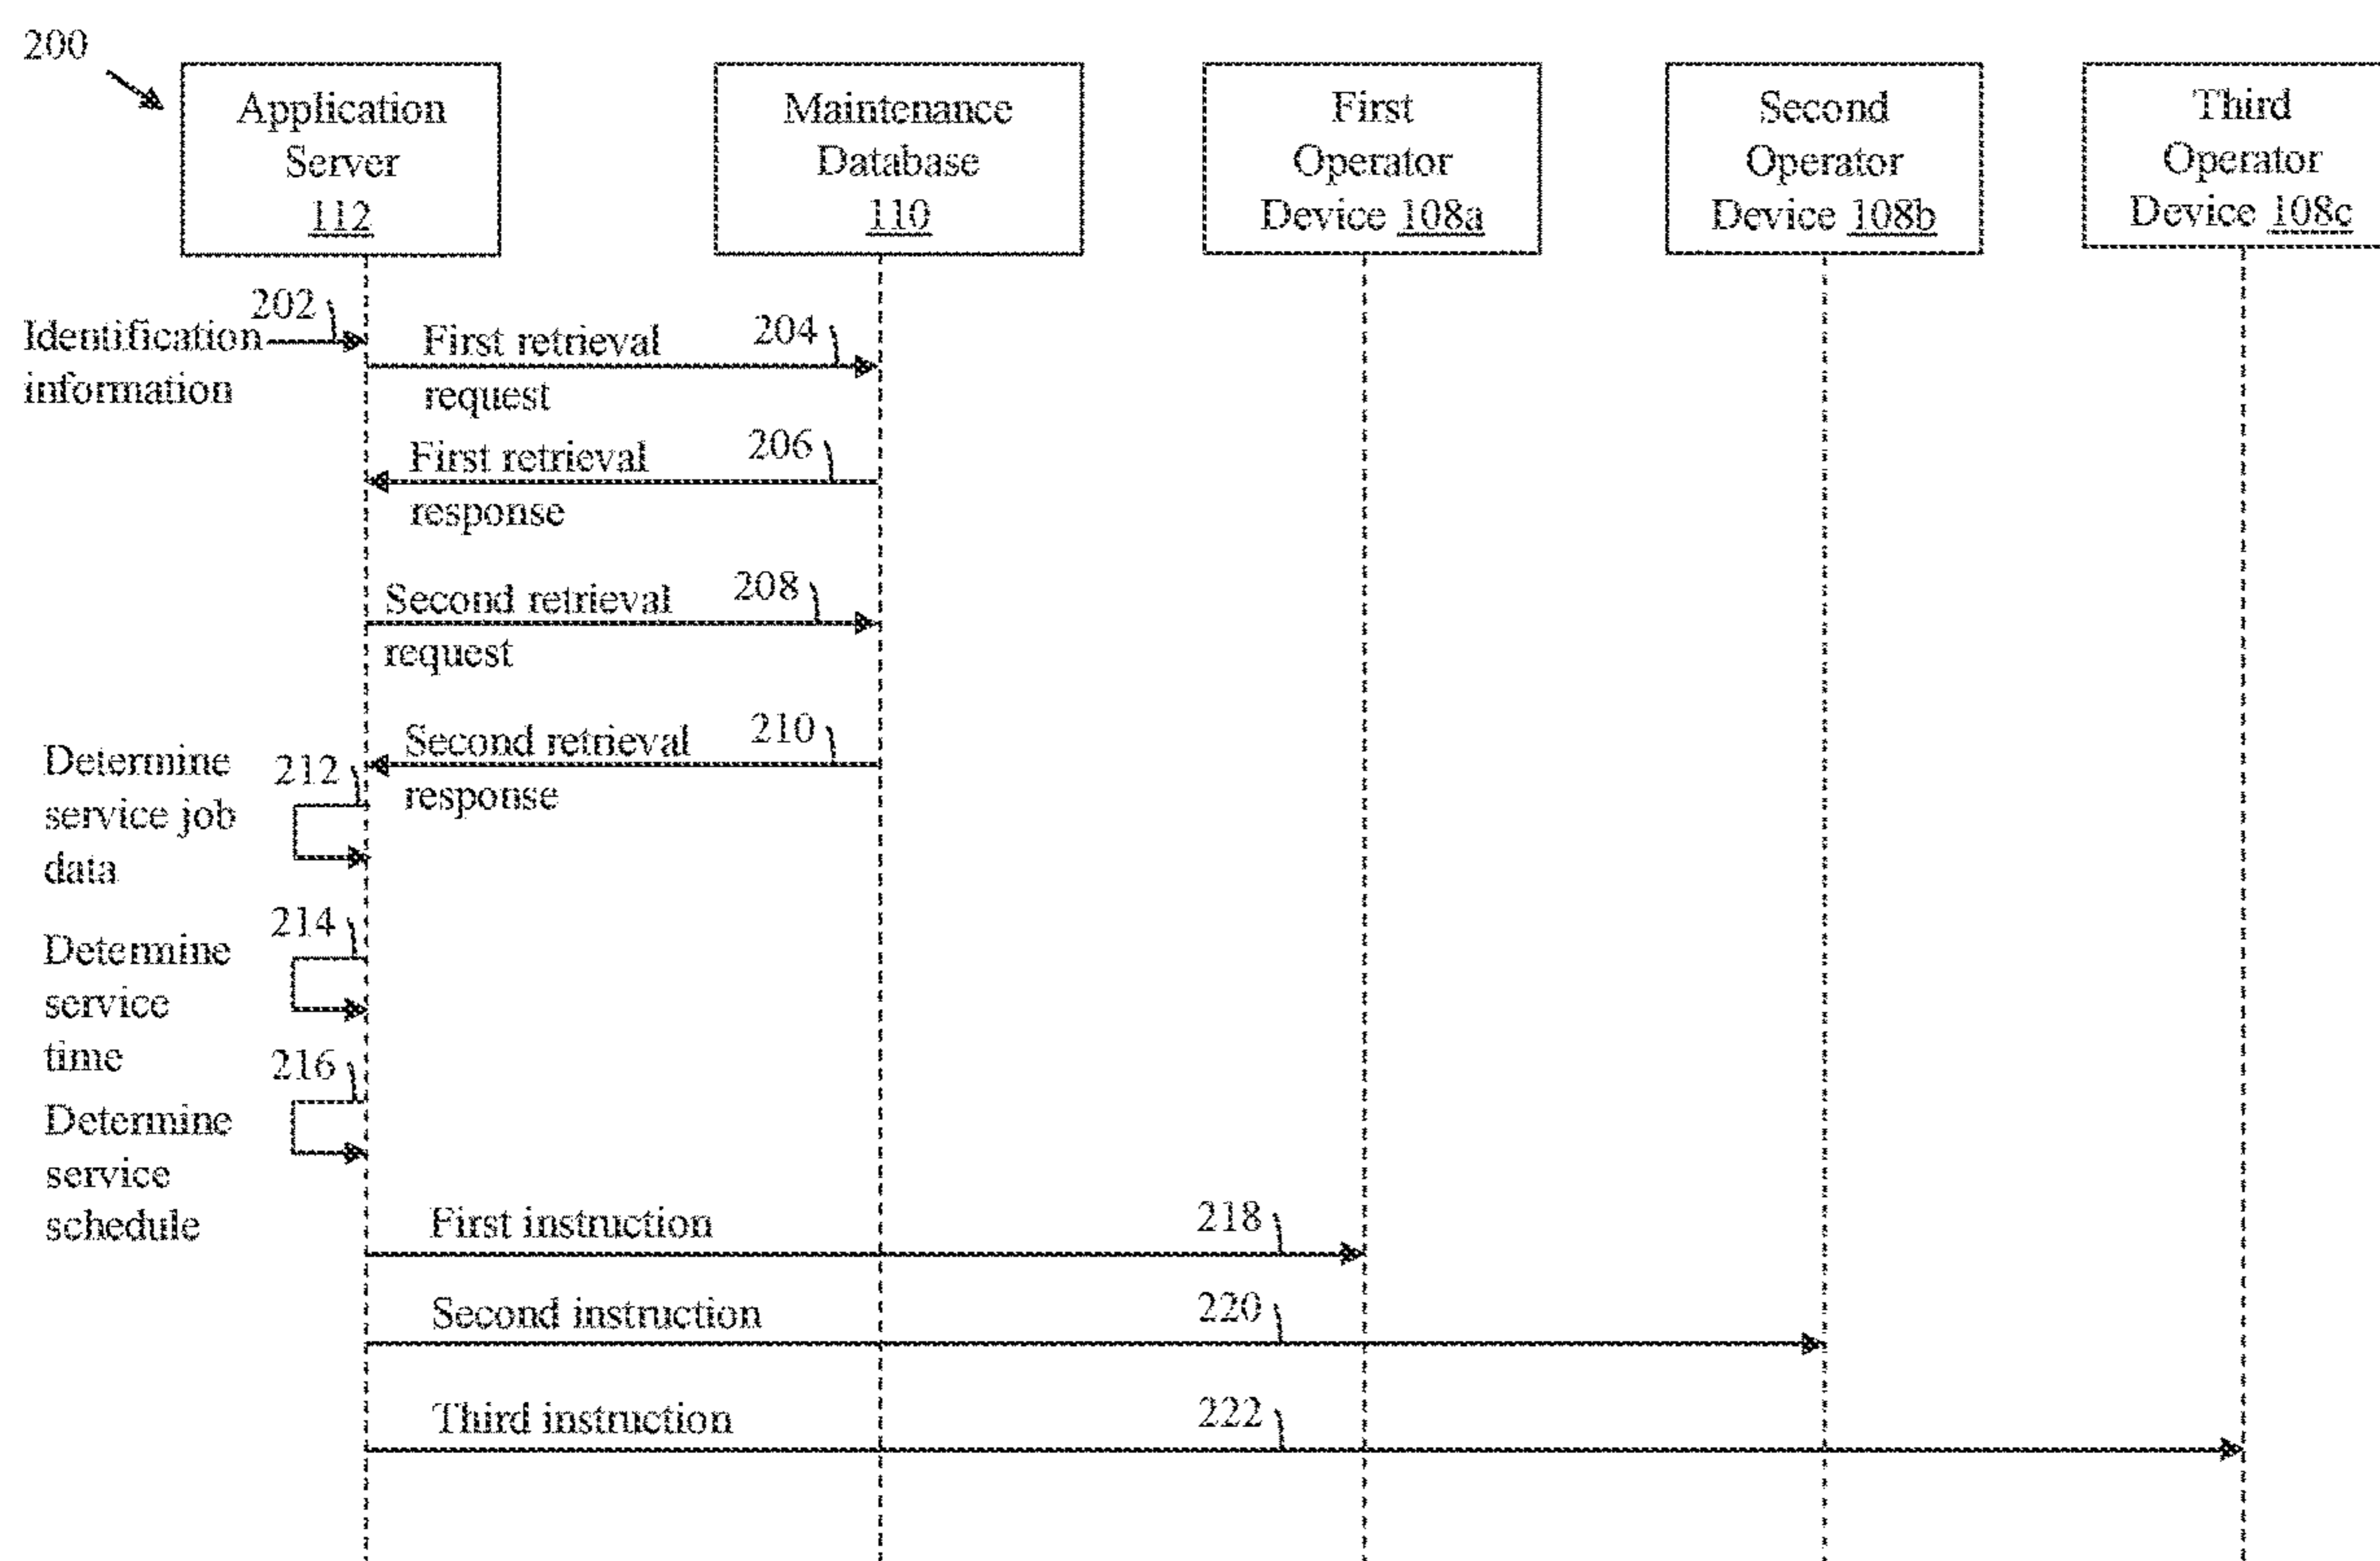 200
Application
Server
112
Maintenance
Database
110
First
Operator
Device 108a
Second
Operator
Device 108b
Third
Operator
Device 108c
202
Identification
information
First retrieval
request
204
First retrieval
response
206
Second retrieval
request
208
Second retrieval
response
210
Determine
service job
data
212
Determine
service
time
214
Determine
service
schedule
216
First instruction
218
Second instruction
220
Third instruction
222